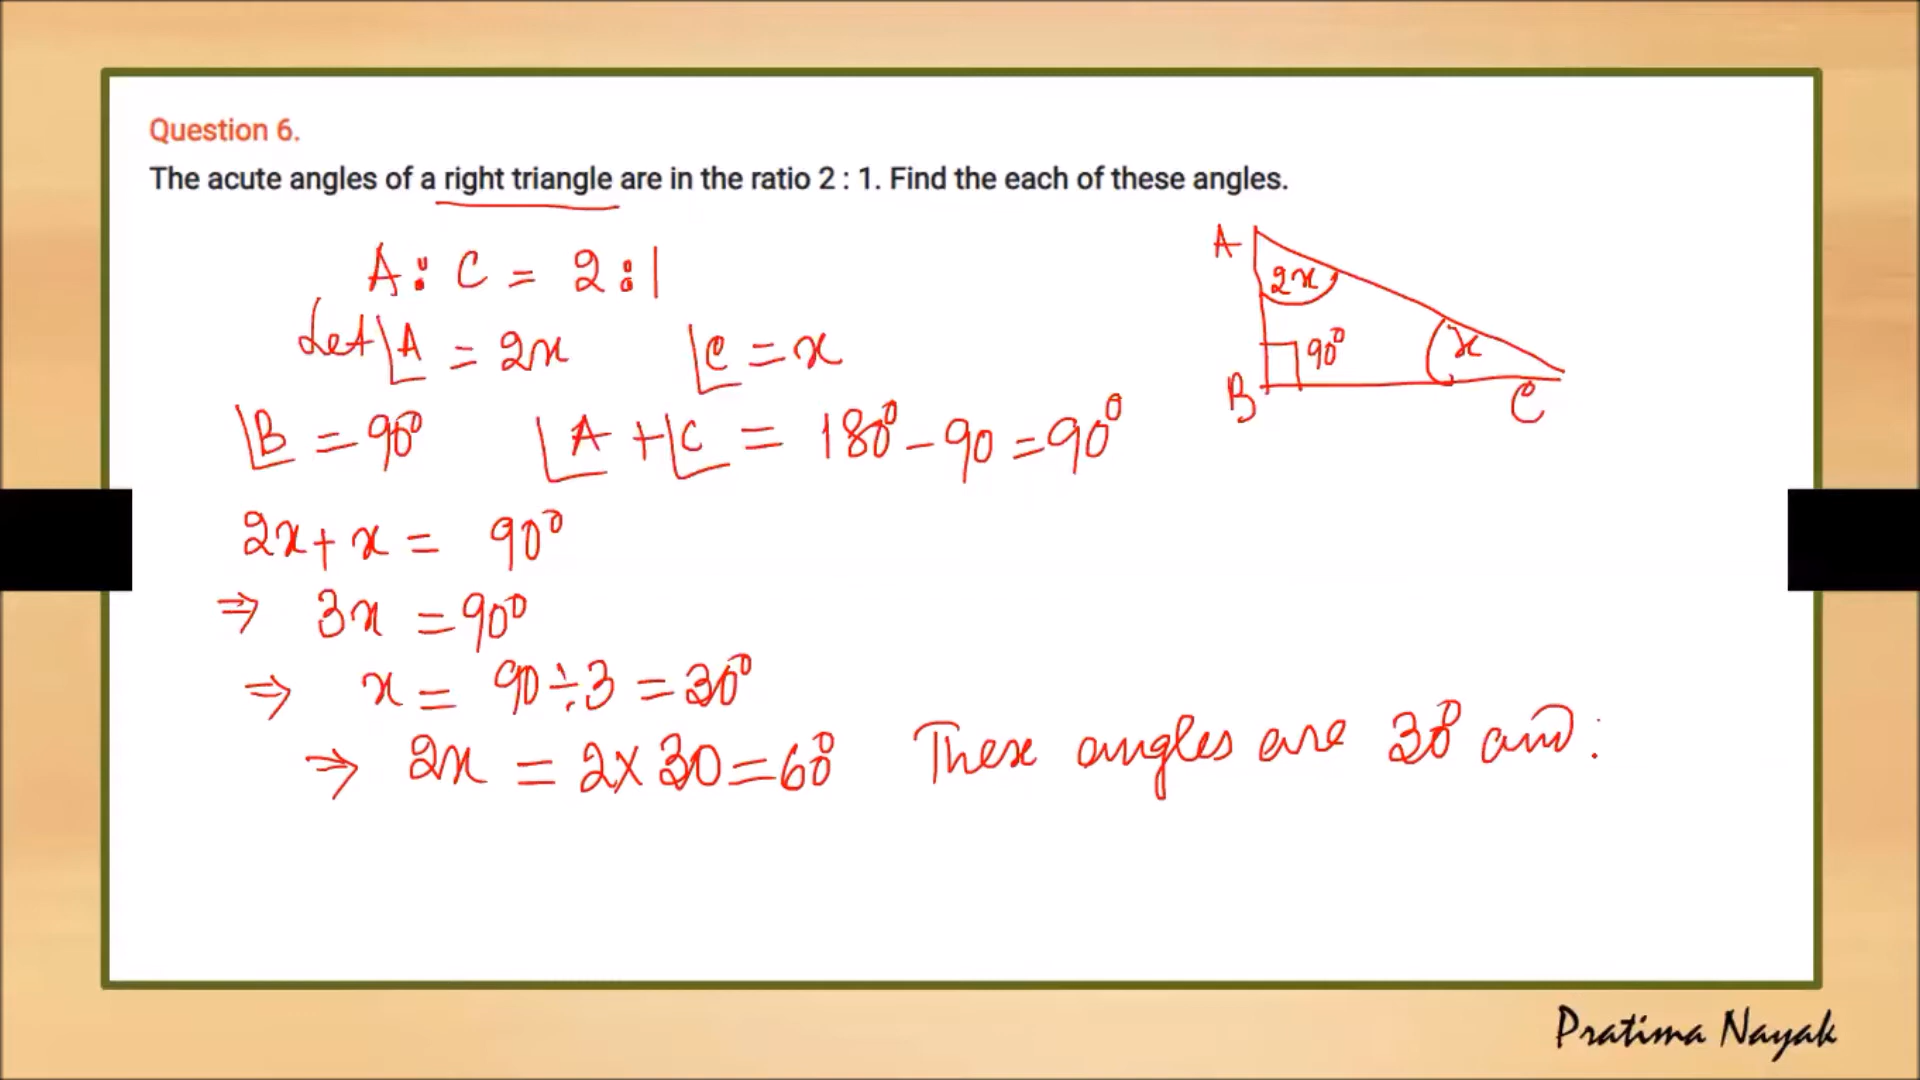 Question 6.
The acute angles of a right triangle are in the ratio 2 : 1. Find the each of these angles.
A : C = 2 : 1
Let ∠A = 2x ∠C = x
∠B = 90° ∠A + ∠C = 180° - 90 = 90°
2x + x = 90°
⇒ 3x = 90°
⇒ x = 90 ÷ 3 = 30°
⇒ 2x = 2 × 30 = 60° These angles are 30° and
A
2x
90°
x
B
C
Pratima Nayak